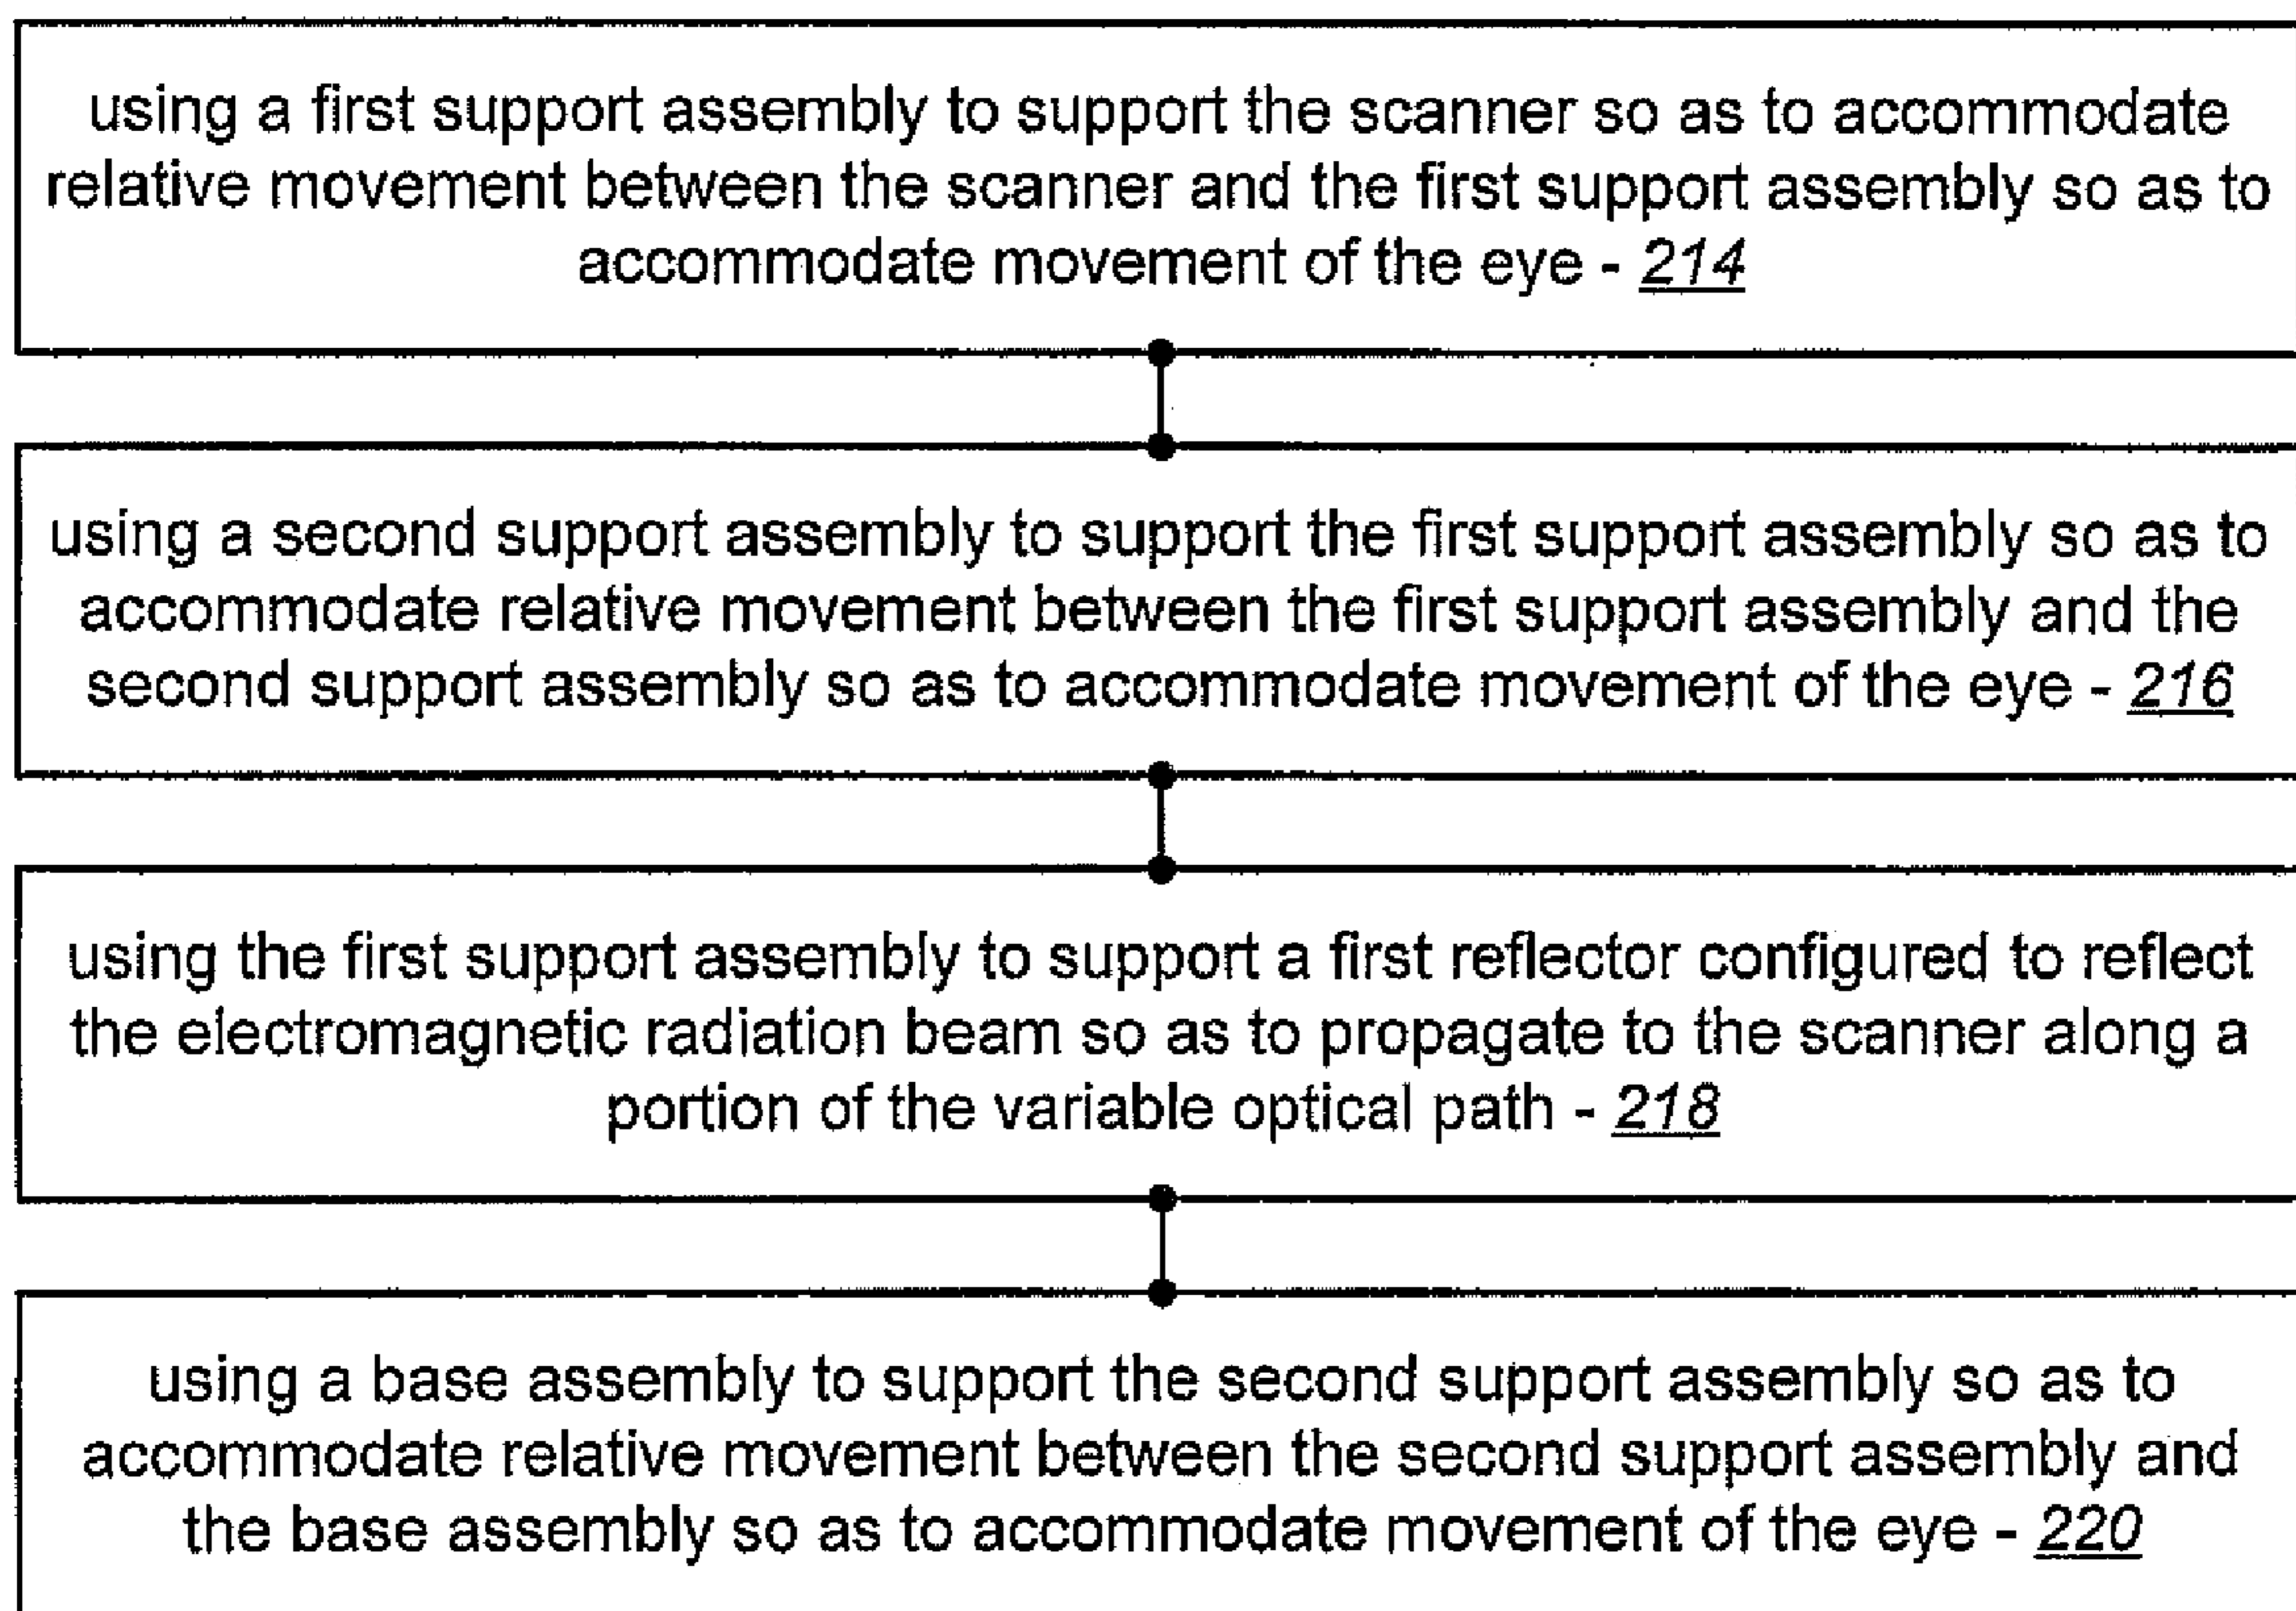 using a first support assembly to support the scanner so as to accommodate
relative movement between the scanner and the first support assembly so as to
accommodate movement of the eye - 214
using a second support assembly to support the first support assembly so as to
accommodate relative movement between the first support assembly and the
second support assembly so as to accommodate movement of the eye - 216
using the first support assembly to support a first reflector configured to reflect
the electromagnetic radiation beam so as to propagate to the scanner along a
portion of the variable optical path - 218
using a base assembly to support the second support assembly so as to
accommodate relative movement between the second support assembly and
the base assembly so as to accommodate movement of the eye - 220